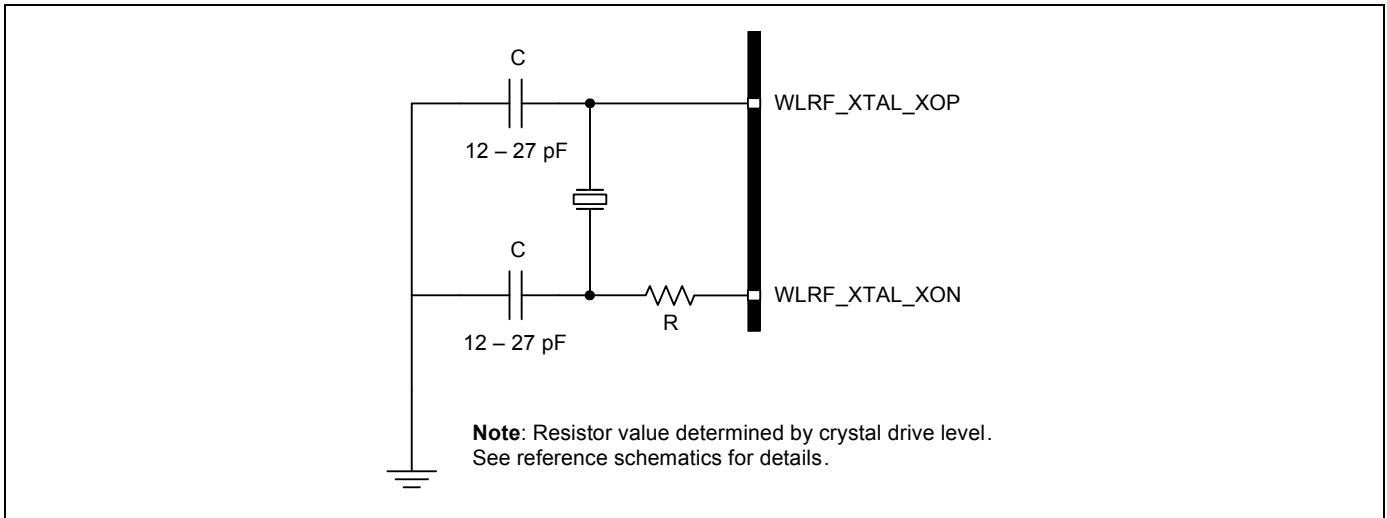 C
12 – 27 pF
WLRF_XTAL_XOP
C
12 – 27 pF
R
WLRF_XTAL_XON
Note: Resistor value determined by crystal drive level.
See reference schematics for details.